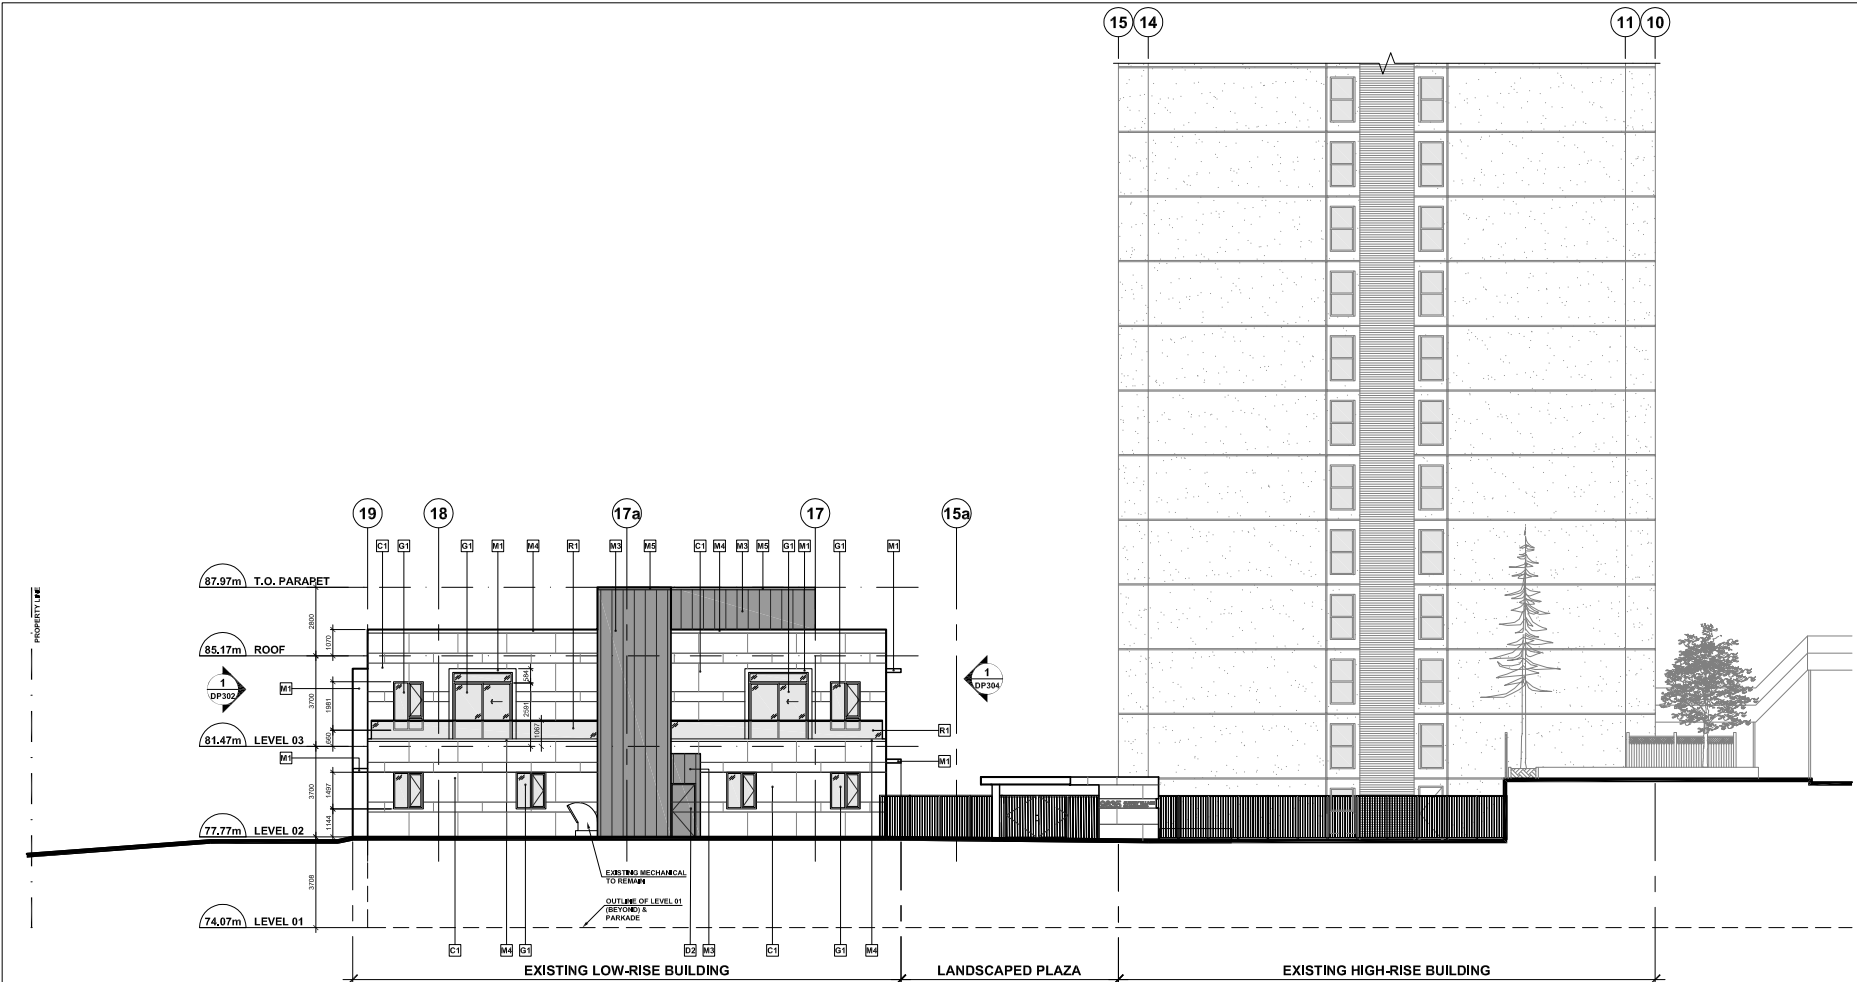 15 14 11 10
19 18 17a 17 15a
C1 G1 G1 M1 M4 R1 M3 M5 C1 M4 M3 M5 G1 M1 G1 M1
87.97m T.O. PARAPET
PROPERTY LINE
2800
1070
85.17m ROOF
1
DP302
M1
3700
1981
584
2591
1067
660
1
DP304
R1
81.47m LEVEL 03
M1
M1
3700
1497
1144
77.77m LEVEL 02
EXISTING MECHANICAL
TO REMAIN
3708
OUTLINE OF LEVEL 01
(BEYOND) &
PARKADE
74.07m LEVEL 01
C1 M4 G1 D2 M3 C1 G1 M4
EXISTING LOW-RISE BUILDING LANDSCAPED PLAZA EXISTING HIGH-RISE BUILDING